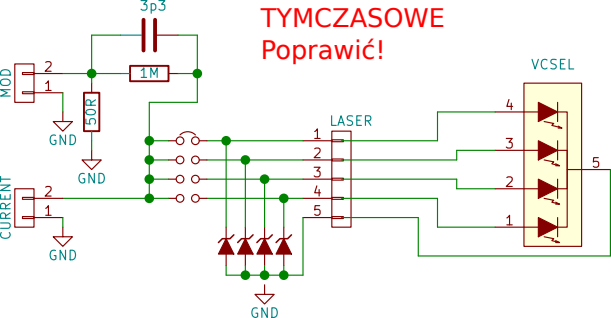 3p3
TYMCZASOWE
Poprawić!
MOD
2
1
1M
50R
GND
GND
VCSEL
LASER
1
2
3
4
5
4
3
2
1
5
CURRENT
2
1
GND
GND